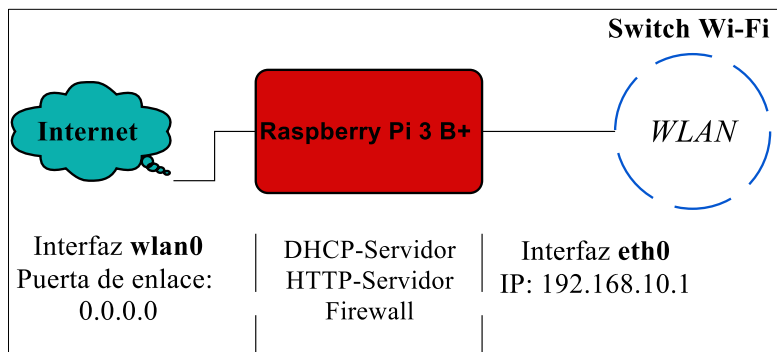 Switch Wi-Fi
Internet
Raspberry Pi 3 B+
WLAN
Interfaz wlan0
Puerta de enlace:
0.0.0.0
DHCP-Servidor
HTTP-Servidor
Firewall
Interfaz eth0
IP: 192.168.10.1